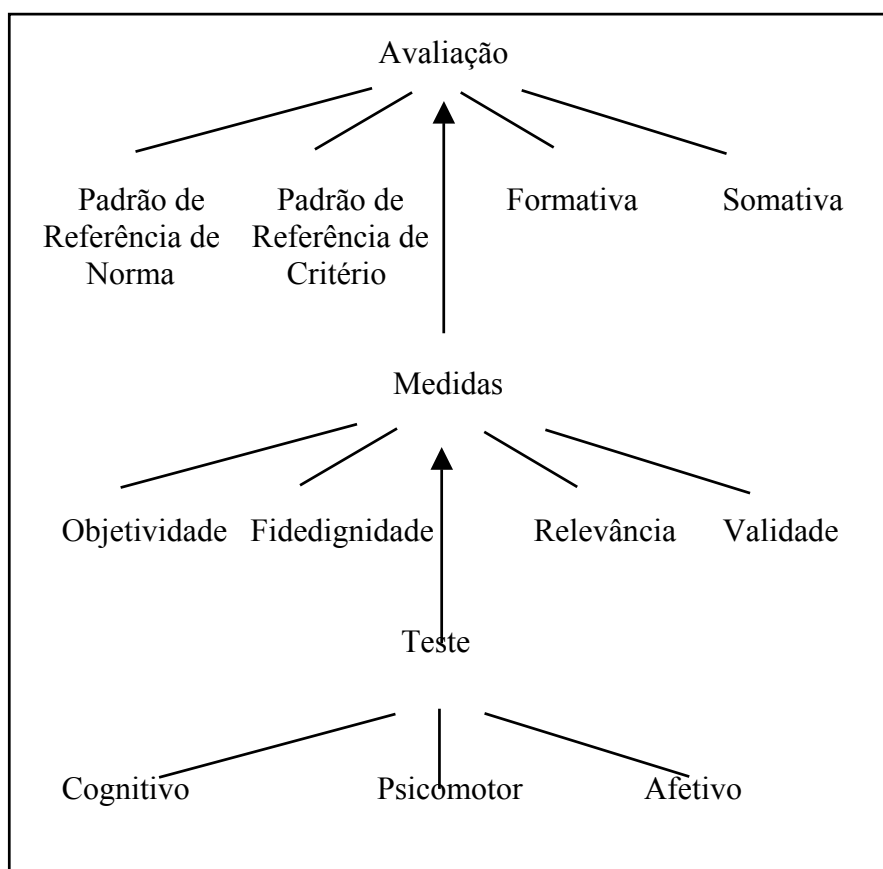 Avaliação
Padrão de Referência de Norma
Padrão de Referência de Critério
Formativa
Somativa
Medidas
Objetividade
Fidedignidade
Relevância
Validade
Teste
Cognitivo
Psicomotor
Afetivo